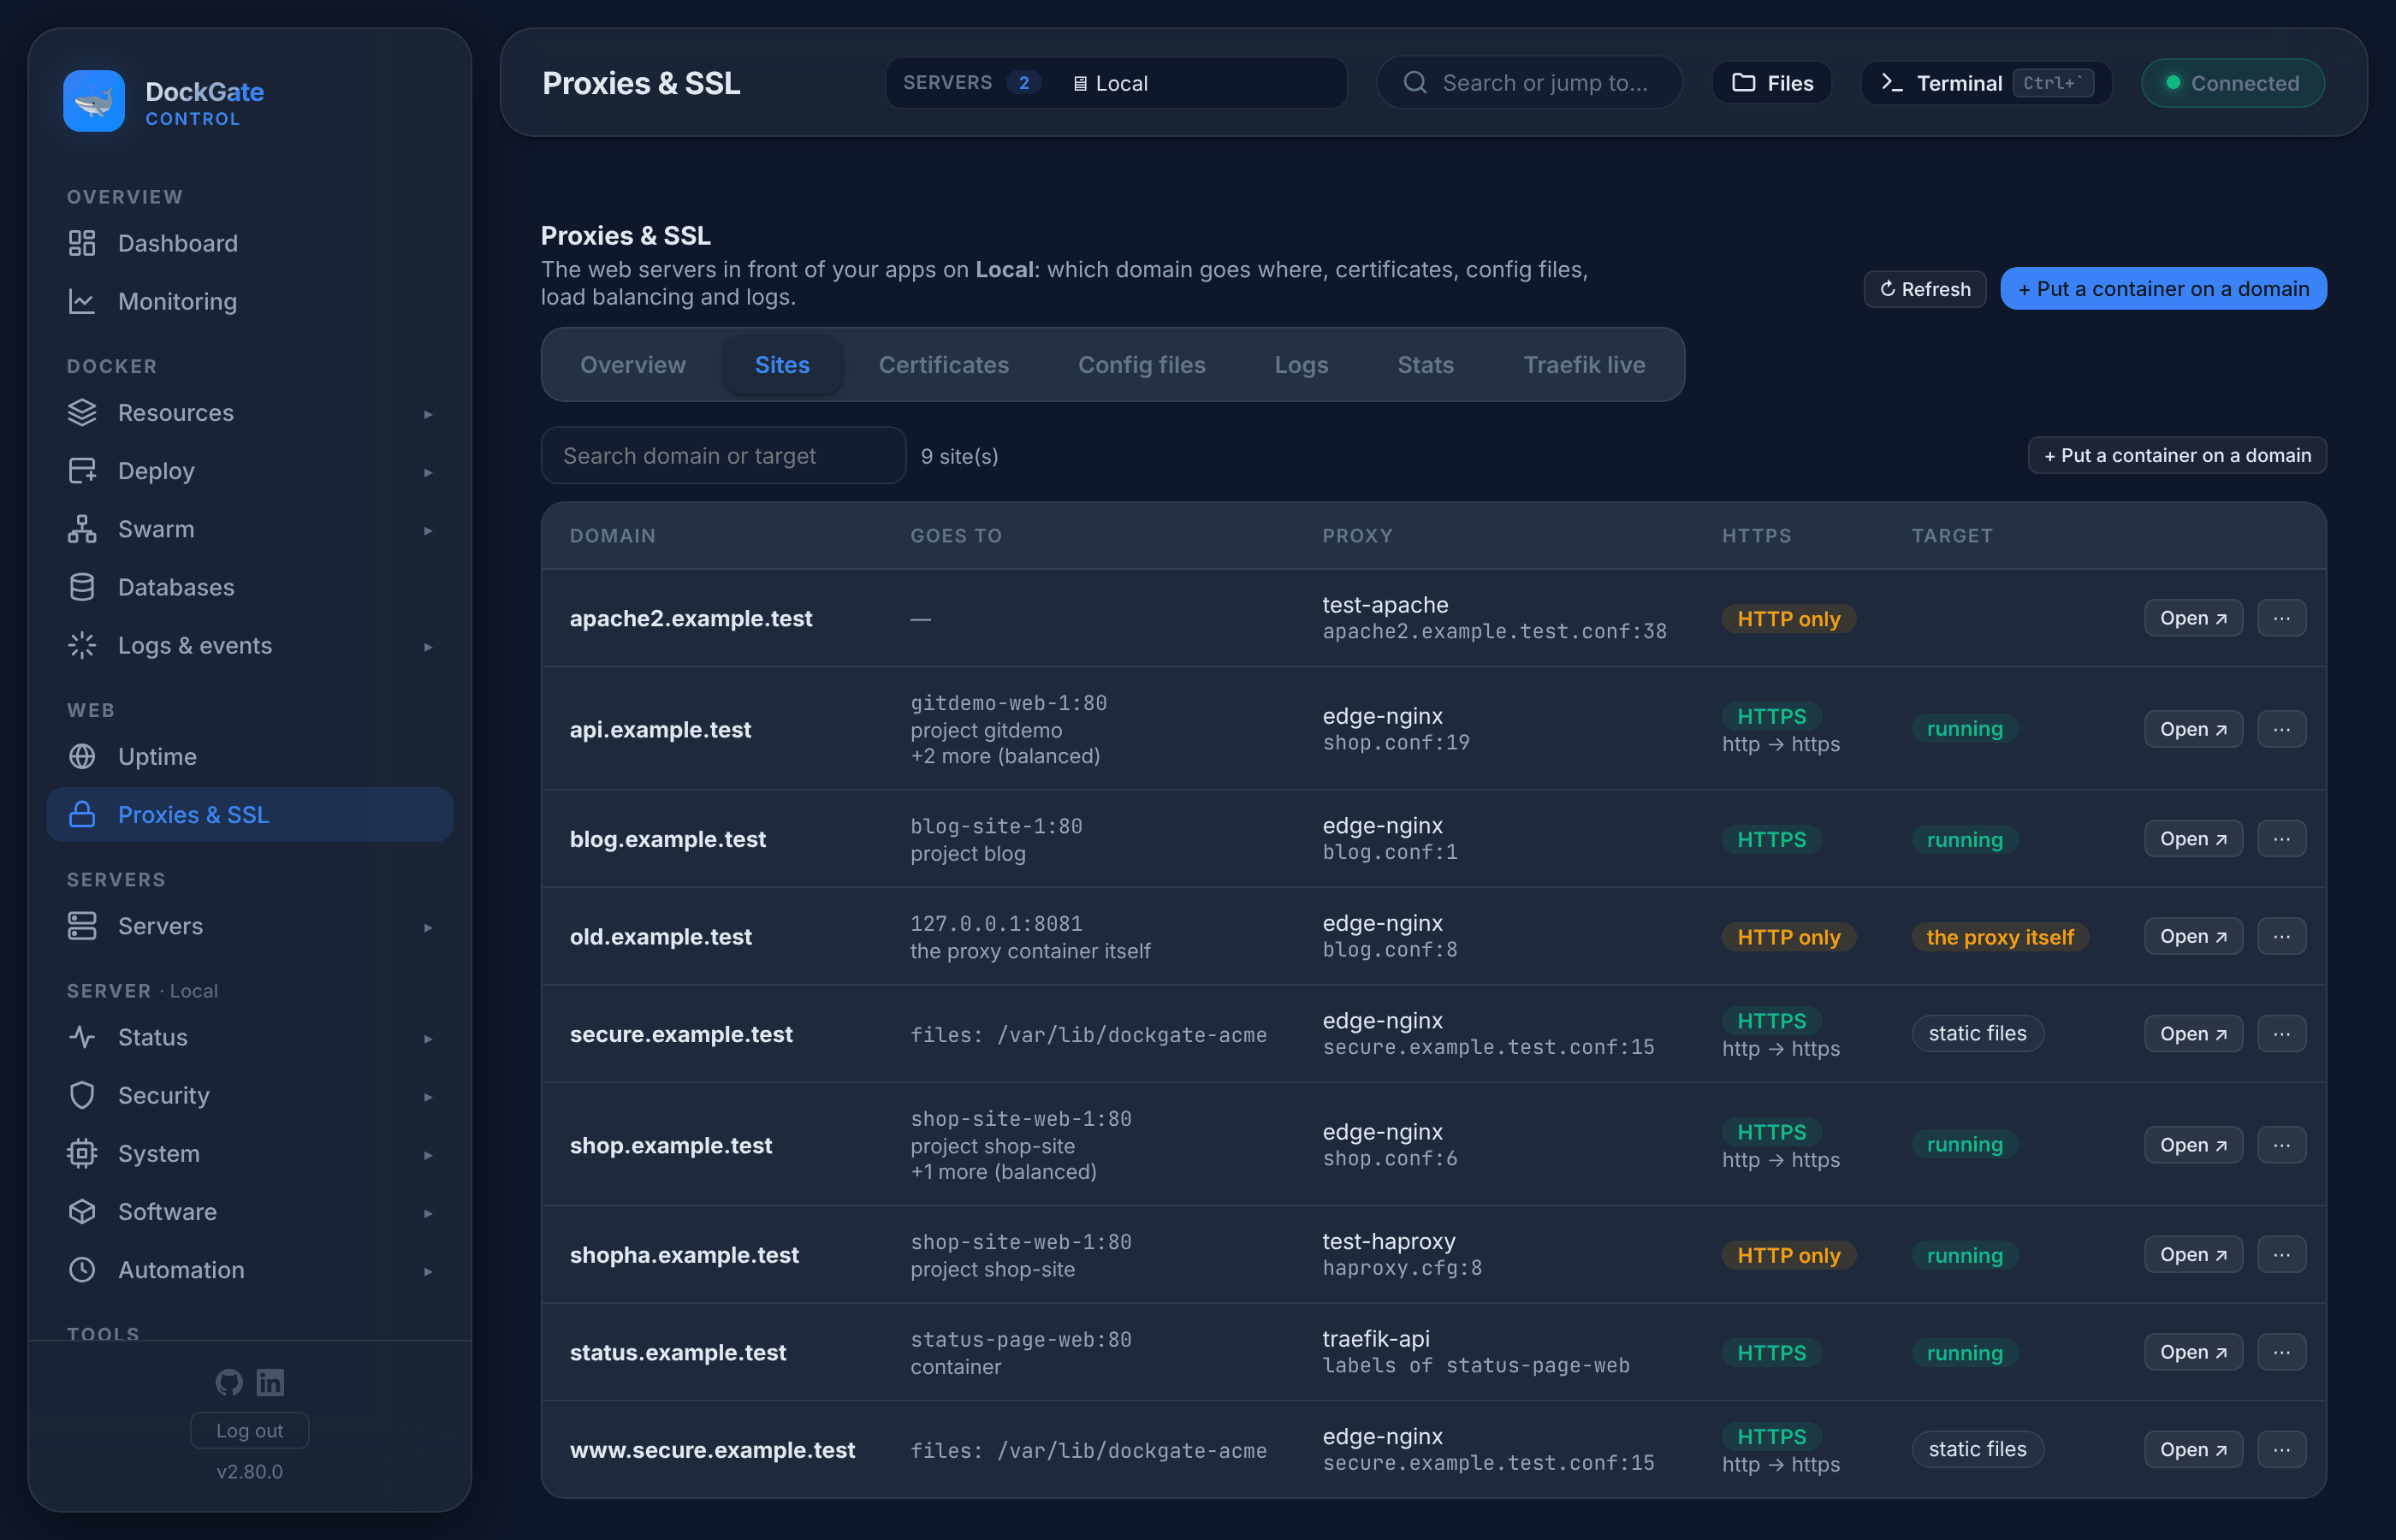 DockGate
CONTROL
OVERVIEW
Dashboard
Monitoring
DOCKER
Resources
Deploy
Swarm
Databases
Logs & events
WEB
Uptime
Proxies & SSL
SERVERS
Servers
SERVER · Local
Status
Security
System
Software
Automation
TOOLS
Log out
v2.80.0
Proxies & SSL
SERVERS 2 Local
Search or jump to...
Files
Terminal Ctrl+`
Connected
Proxies & SSL
The web servers in front of your apps on Local: which domain goes where, certificates, config files,
load balancing and logs.
↻ Refresh
+ Put a container on a domain
Overview Sites Certificates Config files Logs Stats Traefik live
Search domain or target
9 site(s)
+ Put a container on a domain
DOMAIN GOES TO PROXY HTTPS TARGET
apache2.example.test
—
test-apache
apache2.example.test.conf:38
HTTP only
Open ↗ ···
api.example.test
gitdemo-web-1:80
project gitdemo
+2 more (balanced)
edge-nginx
shop.conf:19
HTTPS
http → https
running
Open ↗ ···
blog.example.test
blog-site-1:80
project blog
edge-nginx
blog.conf:1
HTTPS
running
Open ↗ ···
old.example.test
127.0.0.1:8081
the proxy container itself
edge-nginx
blog.conf:8
HTTP only
the proxy itself
Open ↗ ···
secure.example.test
files: /var/lib/dockgate-acme
edge-nginx
secure.example.test.conf:15
HTTPS
http → https
static files
Open ↗ ···
shop.example.test
shop-site-web-1:80
project shop-site
+1 more (balanced)
edge-nginx
shop.conf:6
HTTPS
http → https
running
Open ↗ ···
shopha.example.test
shop-site-web-1:80
project shop-site
test-haproxy
haproxy.cfg:8
HTTP only
running
Open ↗ ···
status.example.test
status-page-web:80
container
traefik-api
labels of status-page-web
HTTPS
running
Open ↗ ···
www.secure.example.test
files: /var/lib/dockgate-acme
edge-nginx
secure.example.test.conf:15
HTTPS
http → https
static files
Open ↗ ···